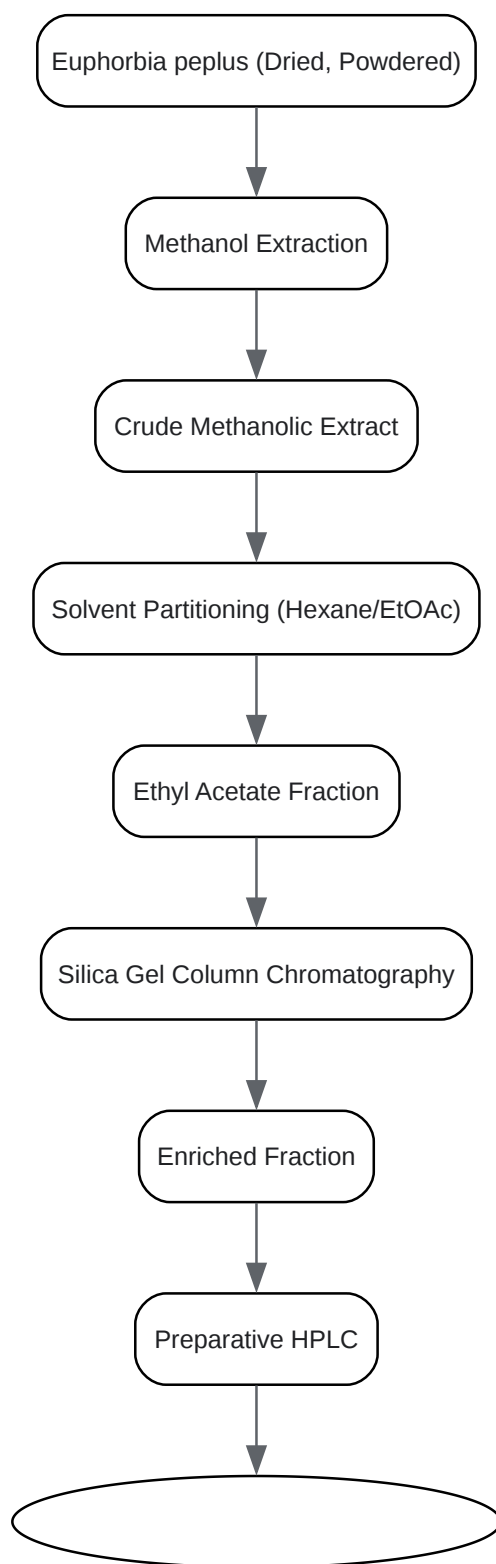 Euphorbia peplus (Dried, Powdered)
Methanol Extraction
Crude Methanolic Extract
Solvent Partitioning (Hexane/EtOAc)
Ethyl Acetate Fraction
Silica Gel Column Chromatography
Enriched Fraction
Preparative HPLC